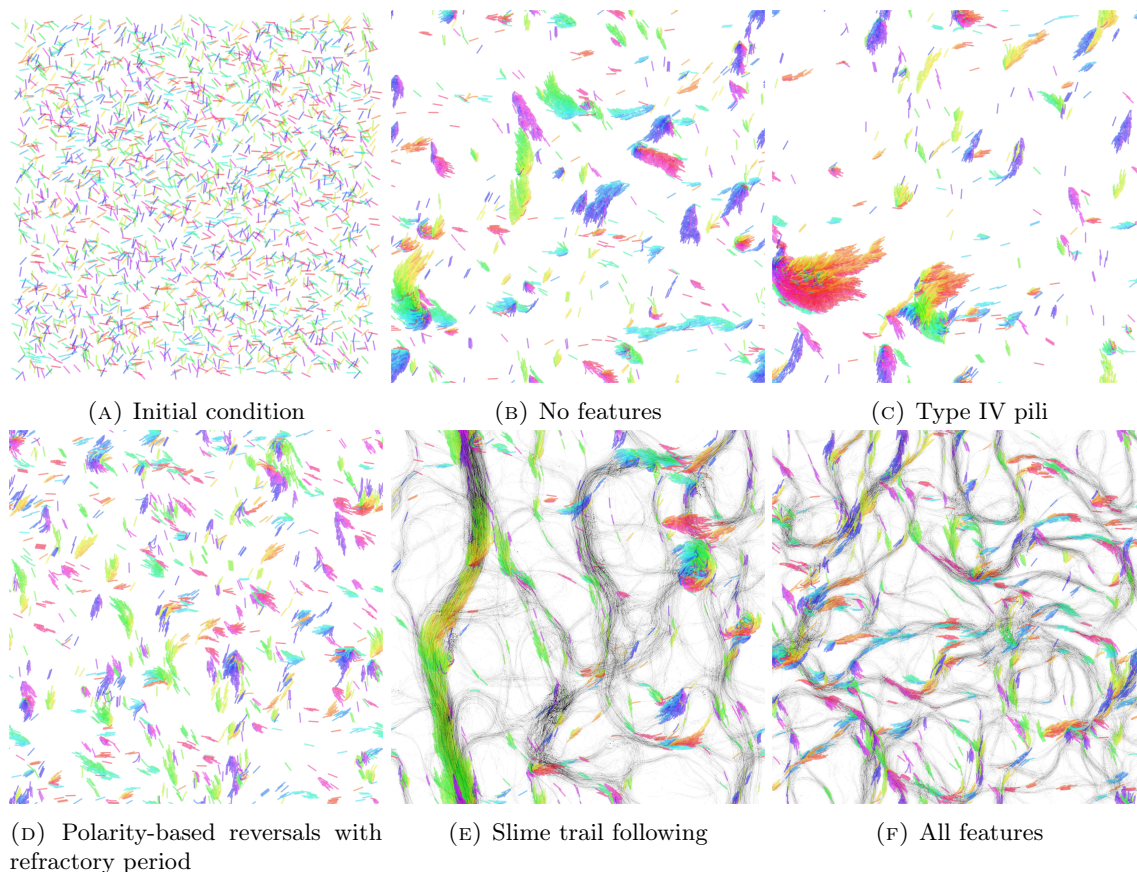 (A) Initial condition
(B) No features
(C) Type IV pili
(D) Polarity-based reversals with
refractory period
(E) Slime trail following
(F) All features